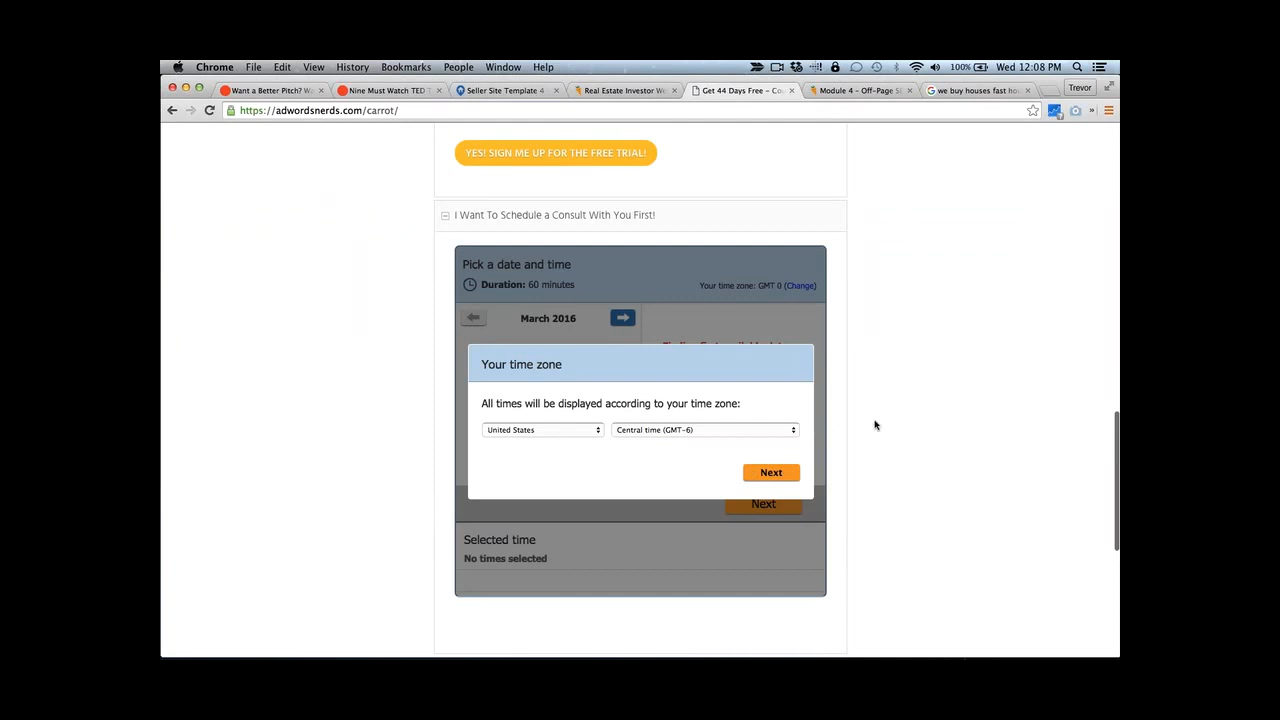 Chrome File Edit View History Bookmarks People Window Help 100% Wed 12:08 PM
Want a Better Pitch? W Nine Must Watch TED T Seller Site Template 4 Real Estate Investor We Get 44 Days Free – Co Module 4 – Off-Page SE we buy houses fast ho Trevor
https://adwordsnerds.com/carrot/
YES! SIGN ME UP FOR THE FREE TRIAL!
I Want To Schedule a Consult With You First!
Pick a date and time
Duration: 60 minutes Your time zone: GMT 0 (Change)
March 2016
Your time zone
All times will be displayed according to your time zone:
United States Central time (GMT-6)
Next
Next
Selected time
No times selected